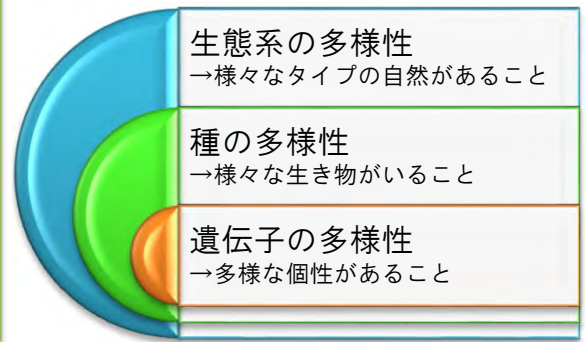 生態系の多様性
→様々なタイプの自然があること
種の多様性
→様々な生き物がいること
遺伝子の多様性
→多様な個性があること